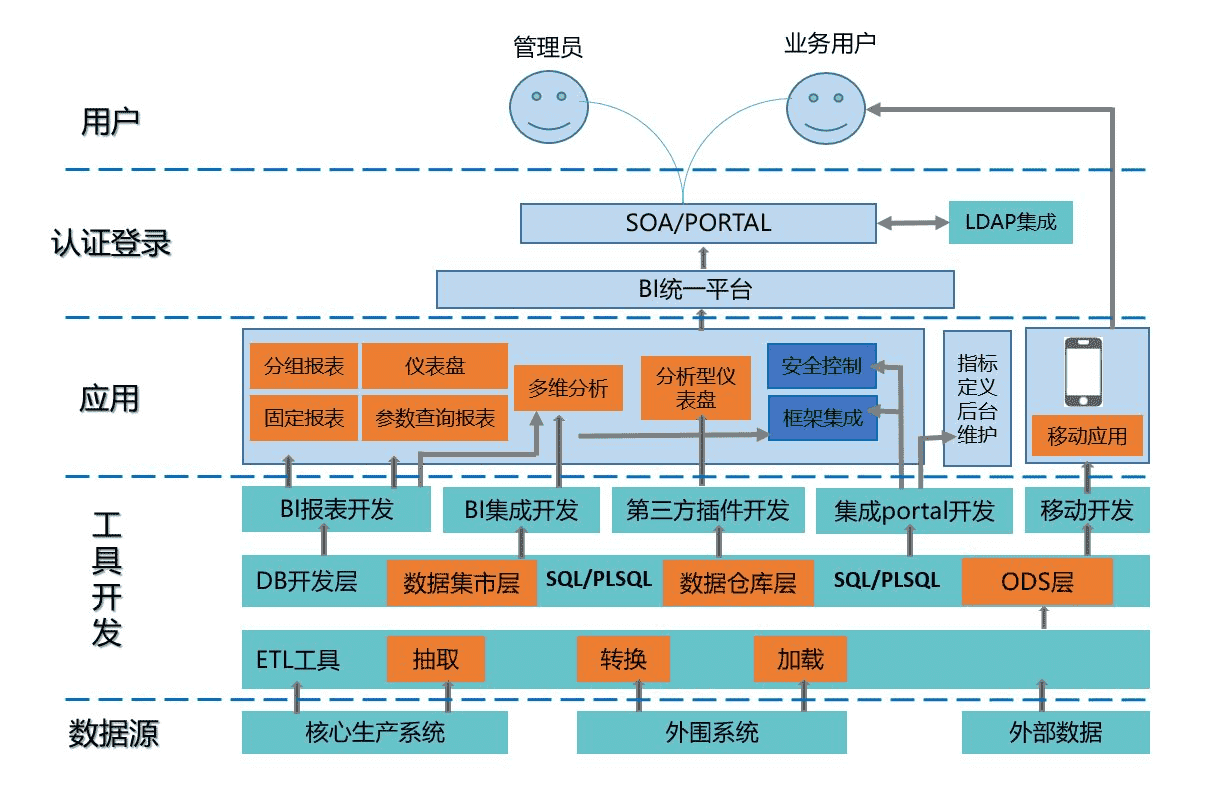 管理员
业务用户
用户
认证登录
SOA/PORTAL
LDAP集成
BI统一平台
应用
分组报表
仪表盘
固定报表
参数查询报表
多维分析
分析型仪
表盘
安全控制
框架集成
指标
定义
后台
维护
移动应用
工
具
开
发
BI报表开发
BI集成开发
第三方插件开发
集成portal开发
移动开发
DB开发层
数据集市层
SQL/PLSQL
数据仓库层
SQL/PLSQL
ODS层
ETL工具
抽取
转换
加载
数据源
核心生产系统
外围系统
外部数据